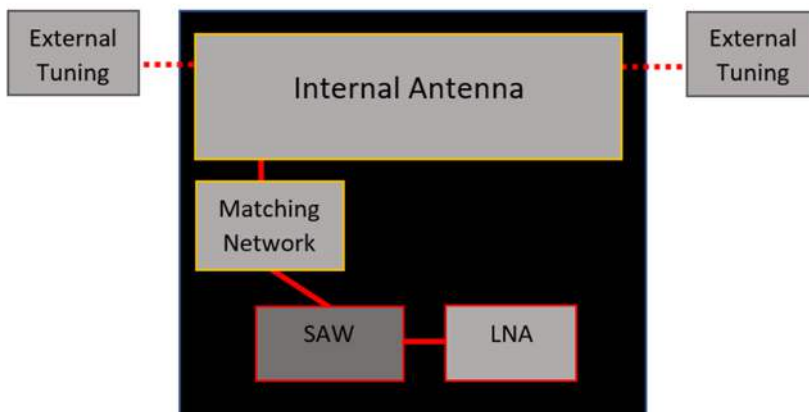 External
Tuning
Internal Antenna
External
Tuning
Matching
Network
SAW
LNA